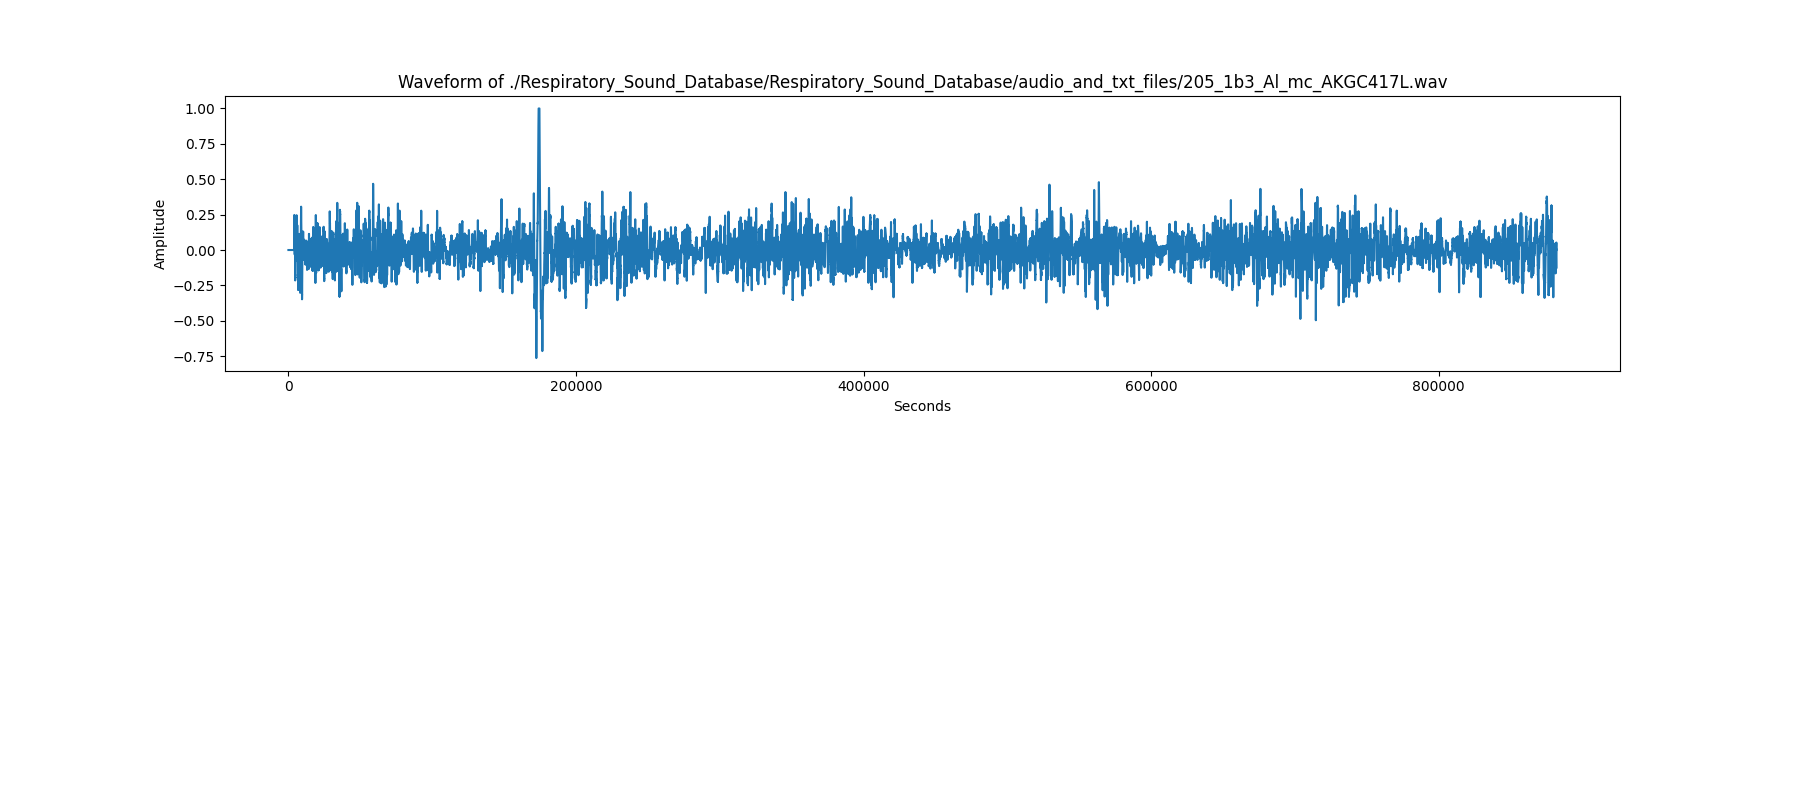 Waveform of ./Respiratory_Sound_Database/Respiratory_Sound_Database/audio_and_txt_files/205_1b3_Al_mc_AKGC417L.wav
1.00
0.75
0.50
0.25
0.00
−0.25
−0.50
−0.75
Amplitude
0 200000 400000 600000 800000
Seconds